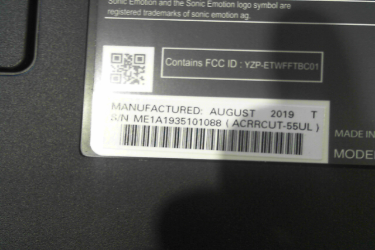 Sonic Emotion and the Sonic Emotion logo symbol are
registered trademarks of sonic emotion ag.
Contains FCC ID : YZP-ETWFFTBC01
MANUFACTURED: AUGUST 2019 T
S/N ME1A1935101088 ( ACRRCUT-55UL )
MADE IN
MODE